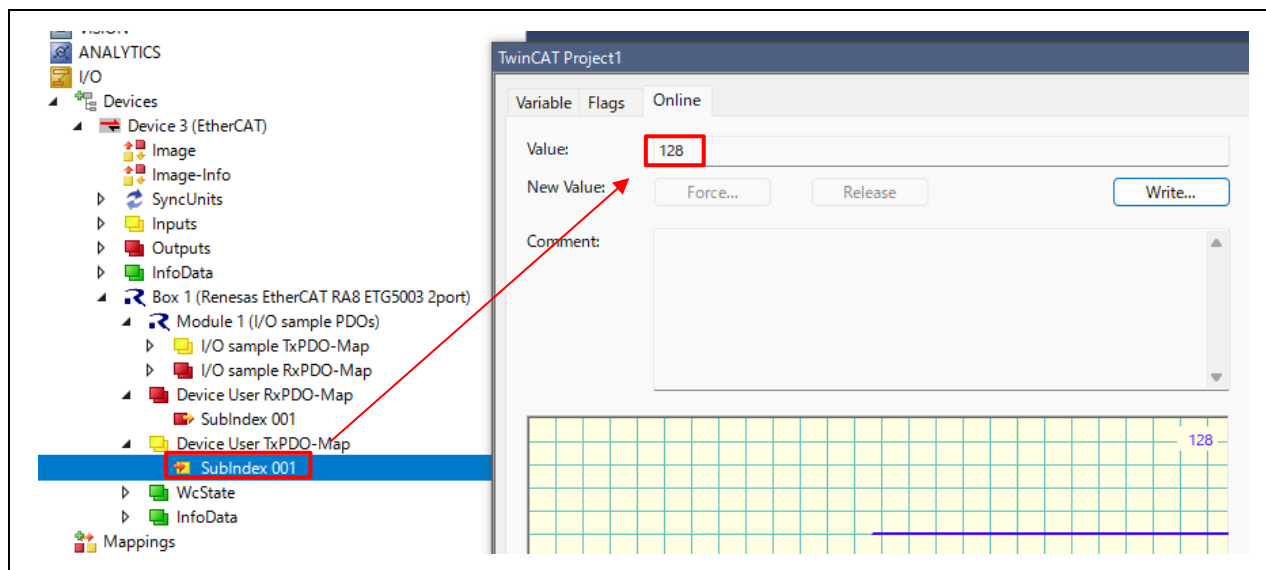 ANALYTICS
I/O
Devices
Device 3 (EtherCAT)
Image
Image-Info
SyncUnits
Inputs
Outputs
InfoData
Box 1 (Renesas EtherCAT RA8 ETG5003 2port)
Module 1 (I/O sample PDOs)
I/O sample TxPDO-Map
I/O sample RxPDO-Map
Device User RxPDO-Map
SubIndex 001
Device User TxPDO-Map
SubIndex 001
WcState
InfoData
Mappings
TwinCAT Project1
Variable Flags Online
Value: 128
New Value: Force... Release Write...
Comment:
128